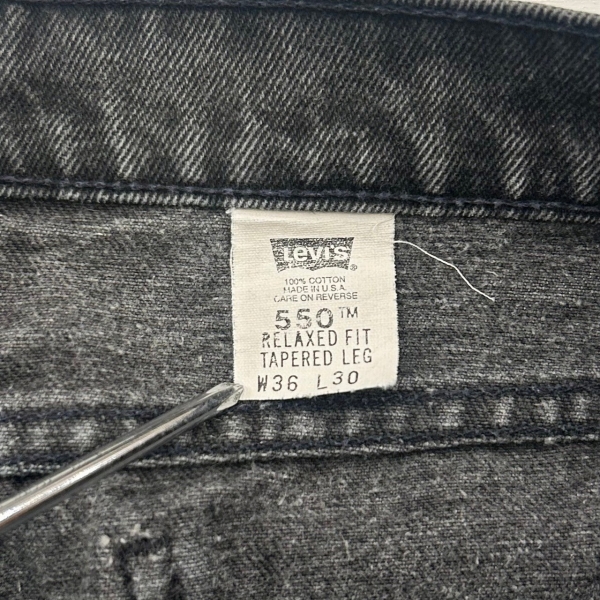 Levi's®
100% COTTON
MADE IN U.S.A.
CARE ON REVERSE
550™
RELAXED FIT
TAPERED LEG
W36 L30